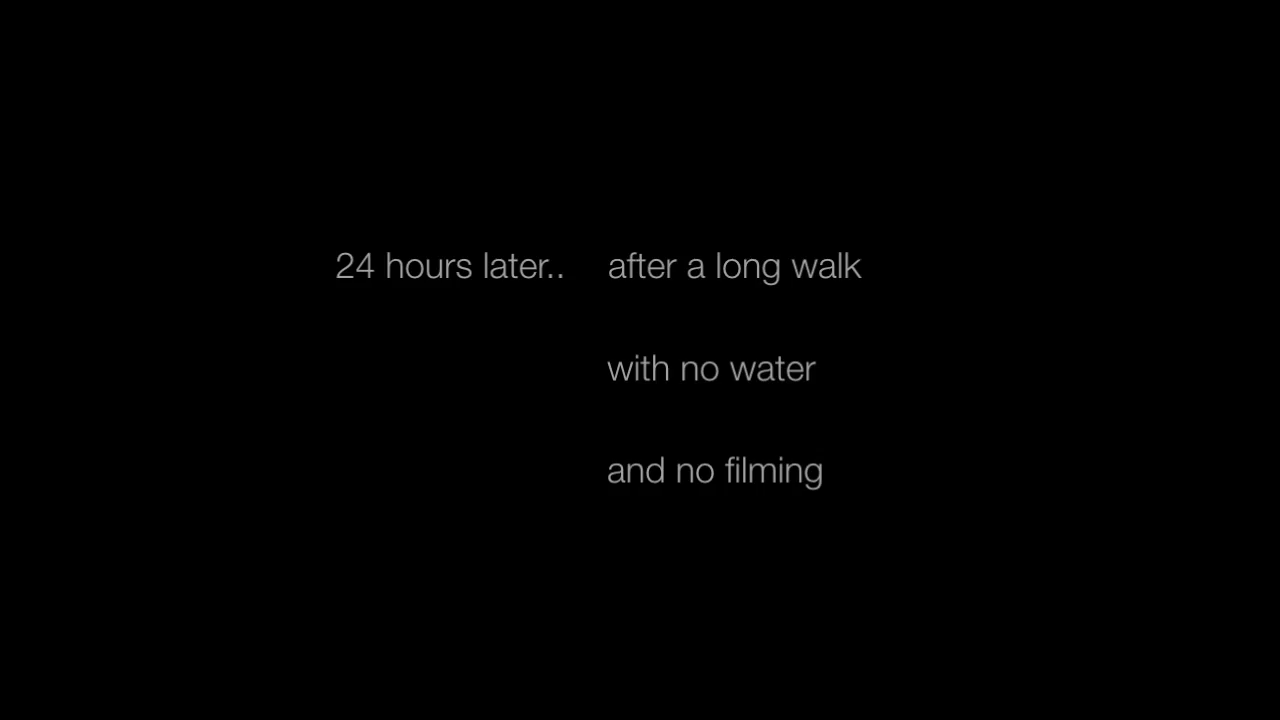 24 hours later.. after a long walk
with no water
and no filming